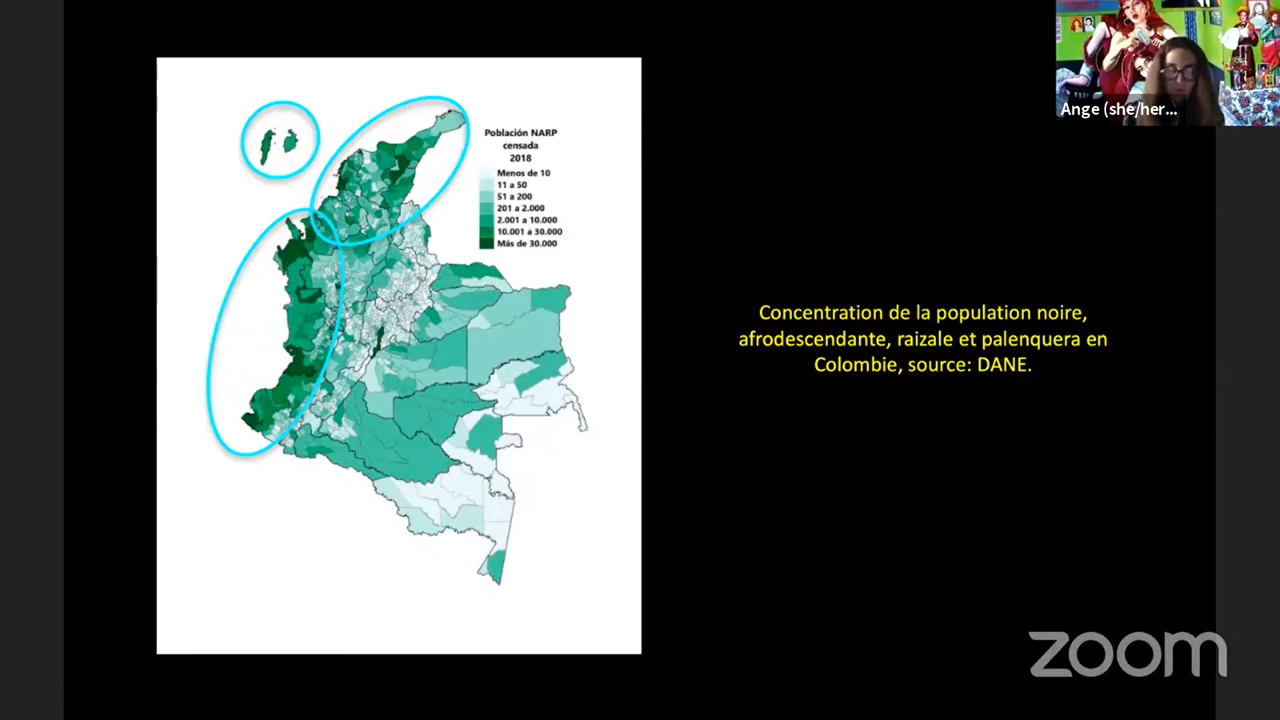 Ange (she/her...
Población NARP
censada
2018
Menos de 10
11 a 50
51 a 200
201 a 2.000
2.001 a 10.000
10.001 a 30.000
Más de 30.000
Concentration de la population noire,
afrodescendante, raizale et palenquera en
Colombie, source: DANE.
zoom